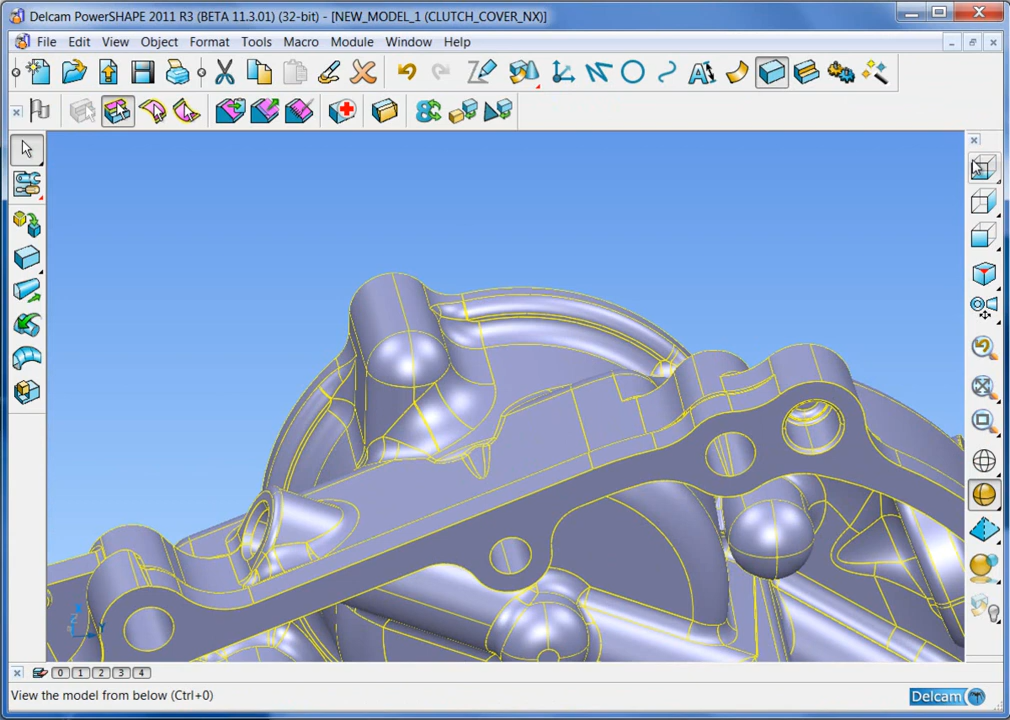 Delcam PowerSHAPE 2011 R3 (BETA 11.3.01) (32-bit) - [NEW_MODEL_1 (CLUTCH_COVER_NX)]
File Edit View Object Format Tools Macro Module Window Help
0 1 2 3 4
View the model from below (Ctrl+0)
Delcam